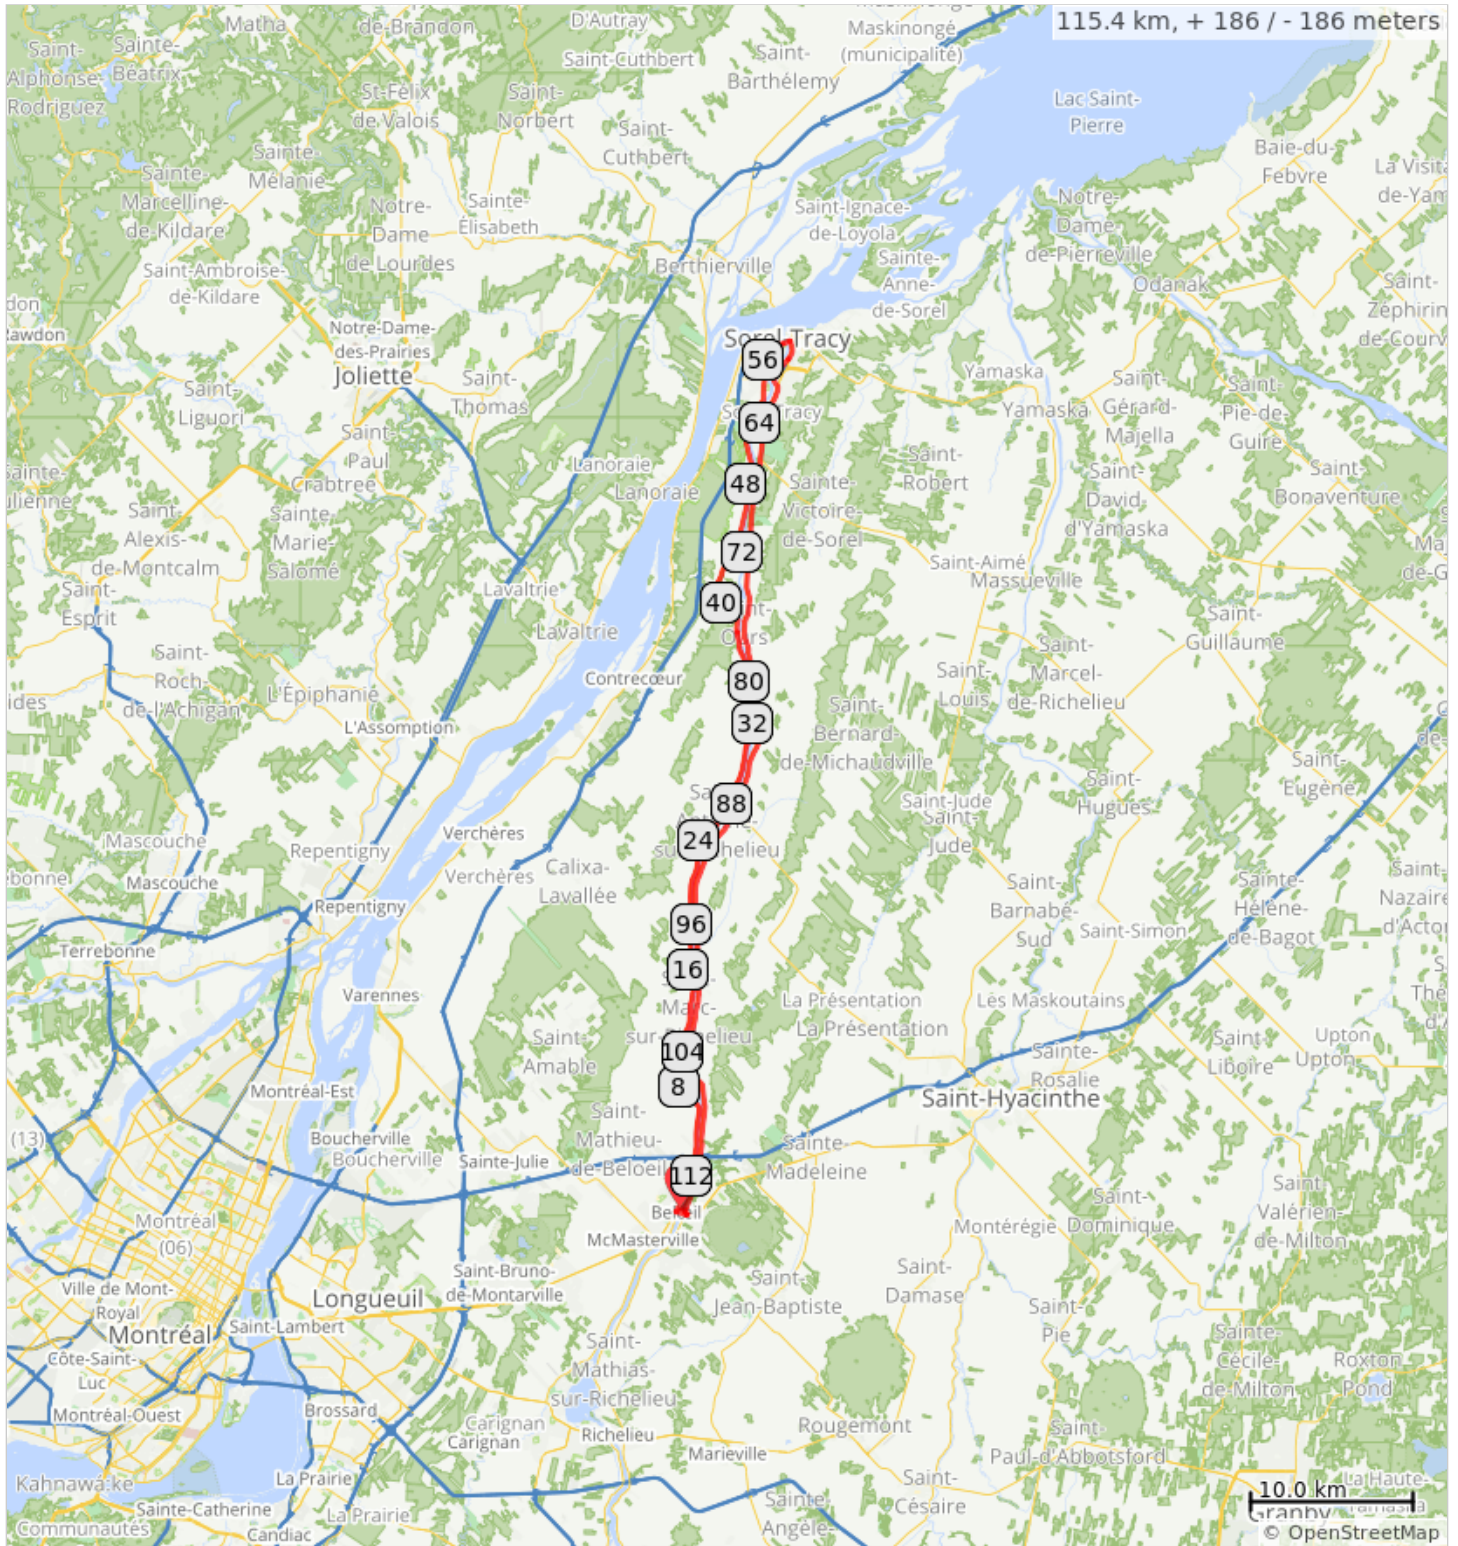 115.4 km, + 186 / - 186 meters
Saint-
Alphonse-
Rodriguez
Sainte-
Béatrix
Matha
de-Brandon
D'Autray
Saint-Cuthbert
Saint-
Barthélemy
Maskinongé
(municipalité)
Lac Saint-
Pierre
St-Félix
de Valois
Saint-
Norbert
Saint-
Cuthbert
Baie-du-
Febvre
Sainte-
Mélanie
Sainte-
Marcelline-
de-Kildare
Notre-
Dame
de Lourdes
Sainte-
Élisabeth
Saint-Ignace-
de-Loyola
Notre-
Dame-
de-Pierreville
Saint-Ambroise-
de-Kildare
Berthierville
Sainte-
Anne-
de-Sorel
Odanak
Saint-
Zéphirin
Notre-Dame-
des-Prairies
Joliette
56
Saint-
Liguori
Saint-
Thomas
Yamaska
Yamaska
Saint-
Gérard-
Majella
Saint-
Pie-de-
Guire
64
Saint-
Paul
Crabtree
Lanoraie
Lanoraie
48
Sainte-
Victoire-
de-Sorel
Saint-
Robert
Saint-
David-
d'Yamaska
Saint-
Bonaventure
Saint-
Alexis-
de-Montcalm
Sainte-
Marie-
Salomé
72
Saint-Aimé
Massueville
Saint-
Esprit
Lavaltrie
Lavaltrie
40
Saint-
Guillaume
Saint-
Roch-
de-l'Achigan
L'Épiphanie
L'Assomption
Contrecœur
80
32
Saint-
Louis
Saint-
Marcel-
de-Richelieu
Saint-
Bernard-
de-Michaudville
Saint-
Hugues
Saint-
Eugène
Mascouche
Mascouche
Repentigny
Repentigny
Verchères
Verchères
Calixa-
Lavallée
88
24
Saint-Jude
Saint-
Jude
Saint-
Barnabé-
Sud
Saint-Simon
Sainte-
Hélène-
de-Bagot
Saint-
Nazaire
Terrebonne
96
16
Varennes
La Présentation
La Présentation
Les Maskoutains
Saint-
Amable
104
8
Saint-
Liboire
Upton
Upton
Sainte-
Rosalie
Saint-Hyacinthe
Montréal-Est
(13)
Boucherville
Boucherville
Sainte-Julie
Saint-
Mathieu-
de-Beloeil
112
Sainte-
Madeleine
McMasterville
Montérégie
Saint-
Dominique
Saint-
Valérien-
de-Milton
Montréal
(06)
Ville de Mont-
Royal
Montréal
Côte-Saint-
Luc
Montréal-Ouest
Longueuil
Saint-Lambert
Saint-Bruno-
de-Montarville
Saint-
Jean-Baptiste
Saint-
Damase
Saint-
Pie
Sainte-
Cécile-
de-Milton
Roxton
Pond
Saint-
Mathias-
sur-Richelieu
Brossard
Carignan
Carignan
Richelieu
Marieville
Rougemont
Saint-
Paul-d'Abbotsford
Kahnawá:ke
La Prairie
La Prairie
Sainte-Catherine
Candiac
Saint-
Césaire
Sainte-
Angèle-
10.0 km
Granby
© OpenStreetMap